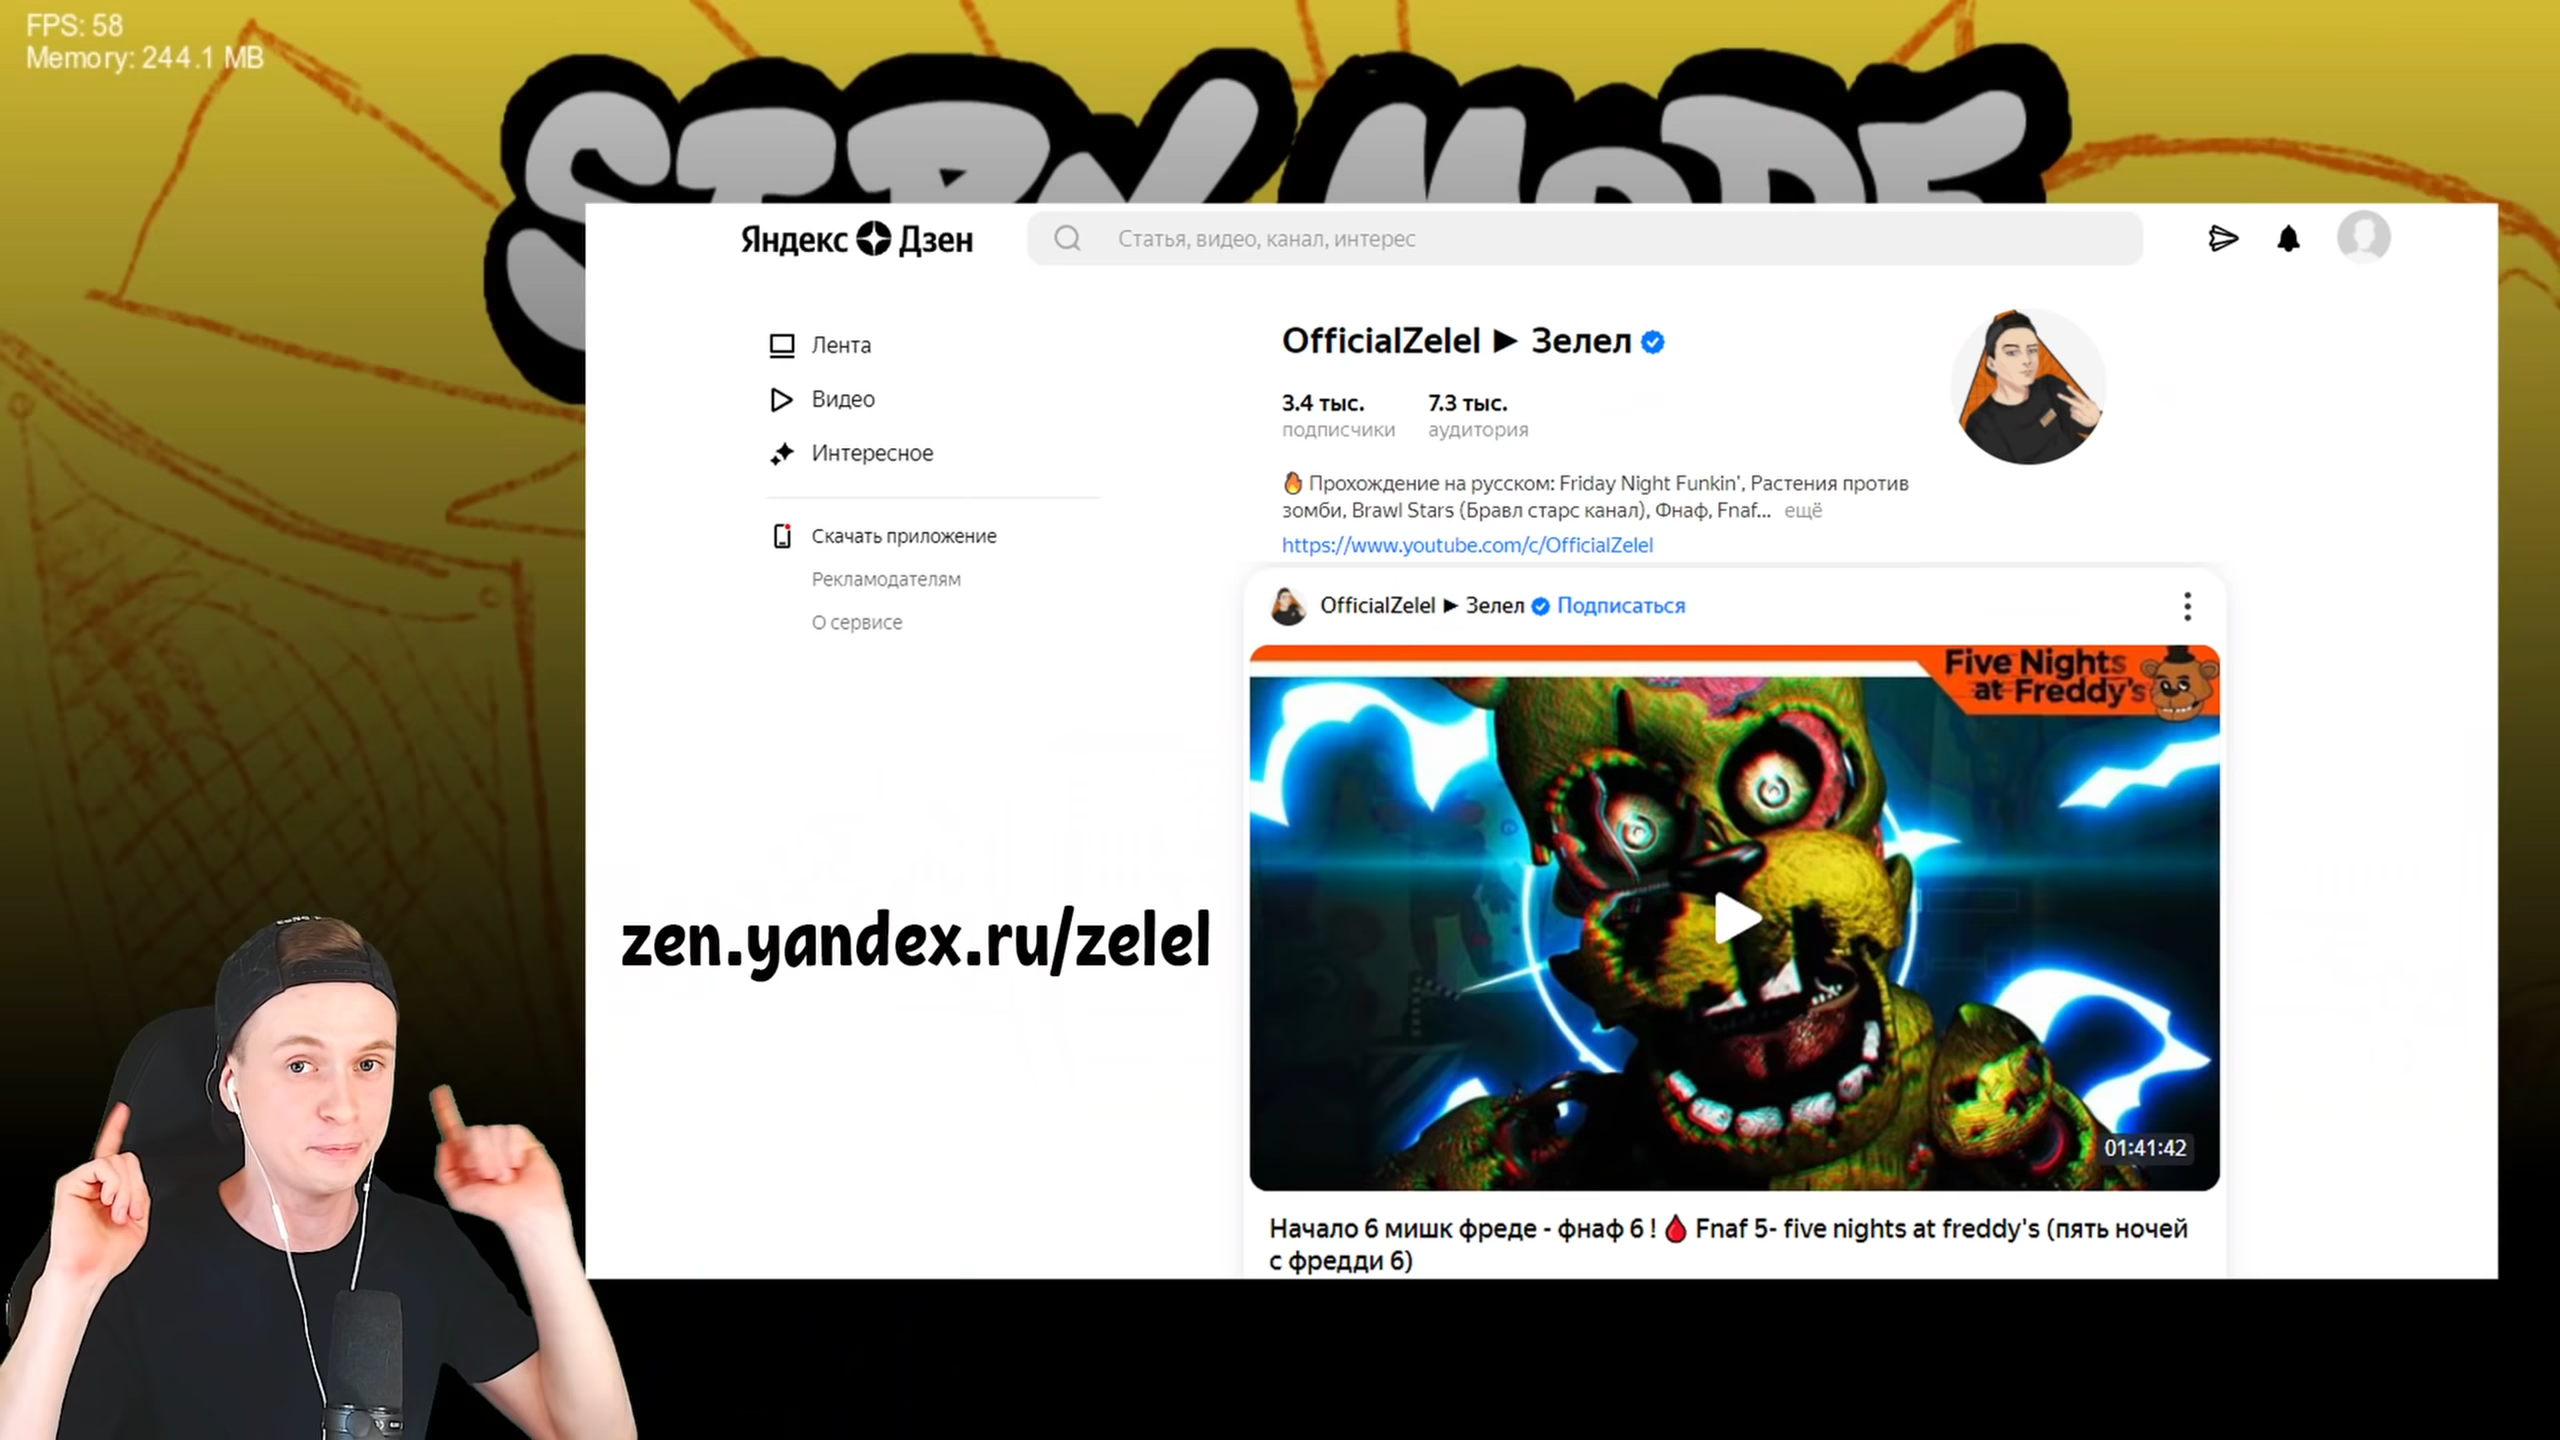 FPS: 58
Memory: 244.1 MB
STORY MODE
Яндекс Дзен
Статья, видео, канал, интерес
Лента
Видео
Интересное
Скачать приложение
Рекламодателям
О сервисе
OfficialZelel ► Зелел
3.4 тыс.
подписчики
7.3 тыс.
аудитория
🔥 Прохождение на русском: Friday Night Funkin', Растения против
зомби, Brawl Stars (Бравл старс канал), Фнаф, Fnaf... ещё
https://www.youtube.com/c/OfficialZelel
OfficialZelel ► Зелел Подписаться
Five Nights
at Freddy's
01:41:42
Начало 6 мишк фреде - фнаф 6 ! 🩸 Fnaf 5- five nights at freddy's (пять ночей
с фредди 6)
zen.yandex.ru/zelel